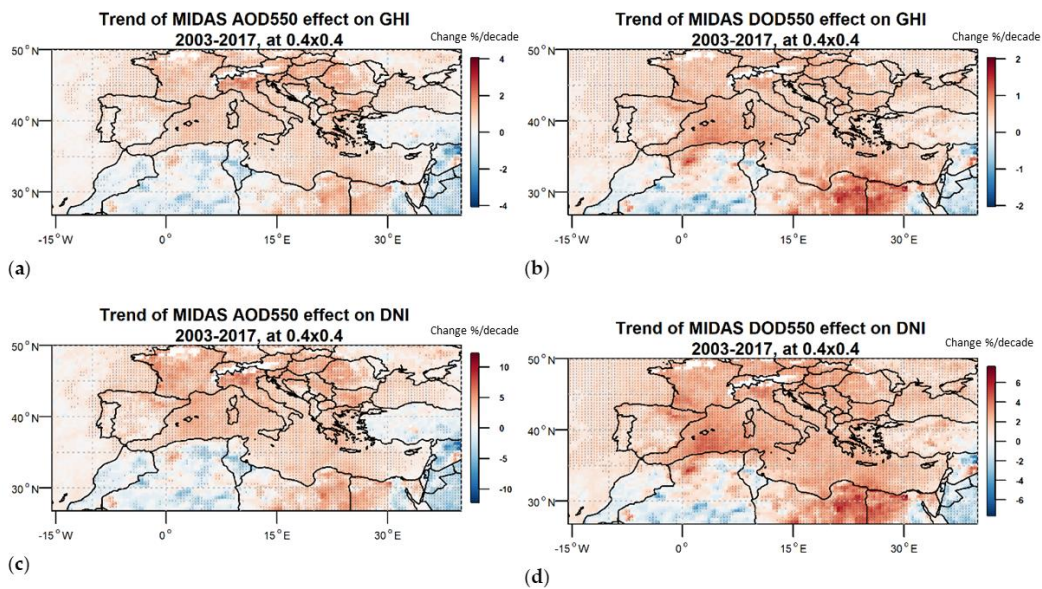 Trend of MIDAS AOD550 effect on GHI
2003-2017, at 0.4x0.4
Change %/decade
50°N
40°N
30°N
-15°W
0°
15°E
30°E
4
2
0
-2
-4
(a)
Trend of MIDAS DOD550 effect on GHI
2003-2017, at 0.4x0.4
Change %/decade
50°N
40°N
30°N
-15°W
0°
15°E
30°E
2
1
0
-1
-2
(b)
Trend of MIDAS AOD550 effect on DNI
2003-2017, at 0.4x0.4
Change %/decade
50°N
40°N
30°N
-15°W
0°
15°E
30°E
10
5
0
-5
-10
(c)
Trend of MIDAS DOD550 effect on DNI
2003-2017, at 0.4x0.4
Change %/decade
50°N
40°N
30°N
-15°W
0°
15°E
30°E
6
4
2
0
-2
-4
-6
(d)